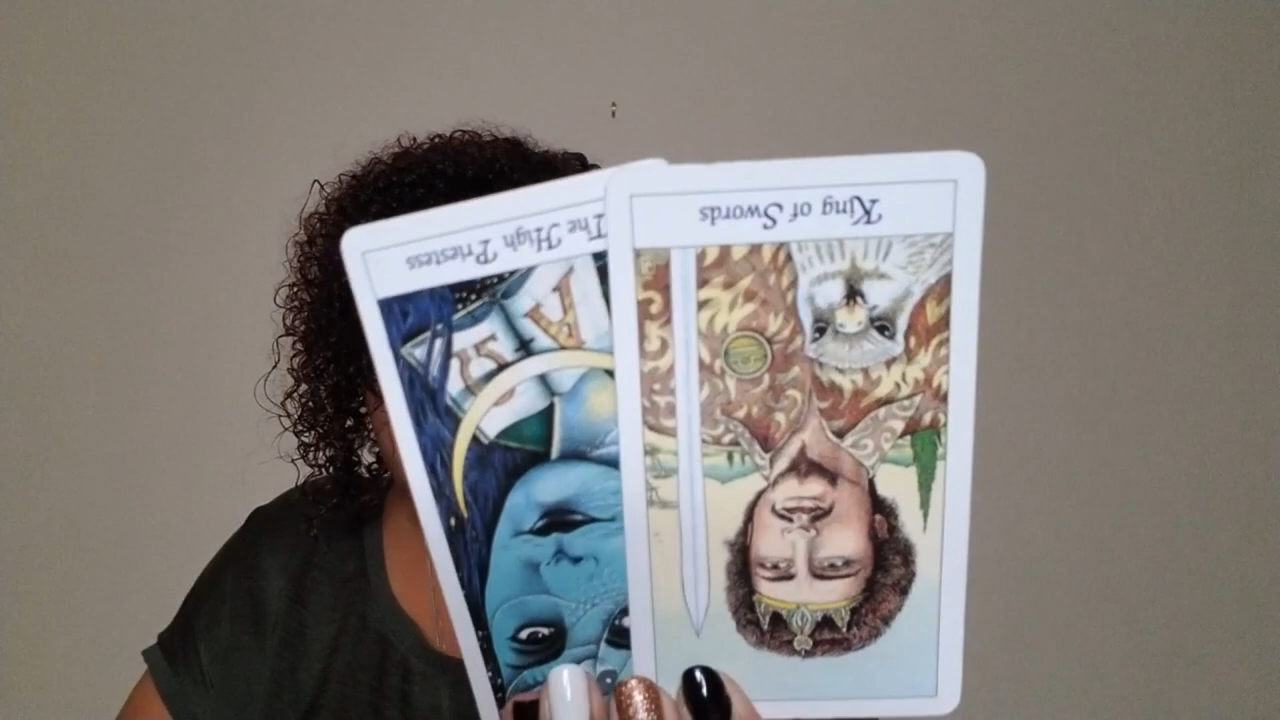 The High Priestess
King of Swords
A
Ω